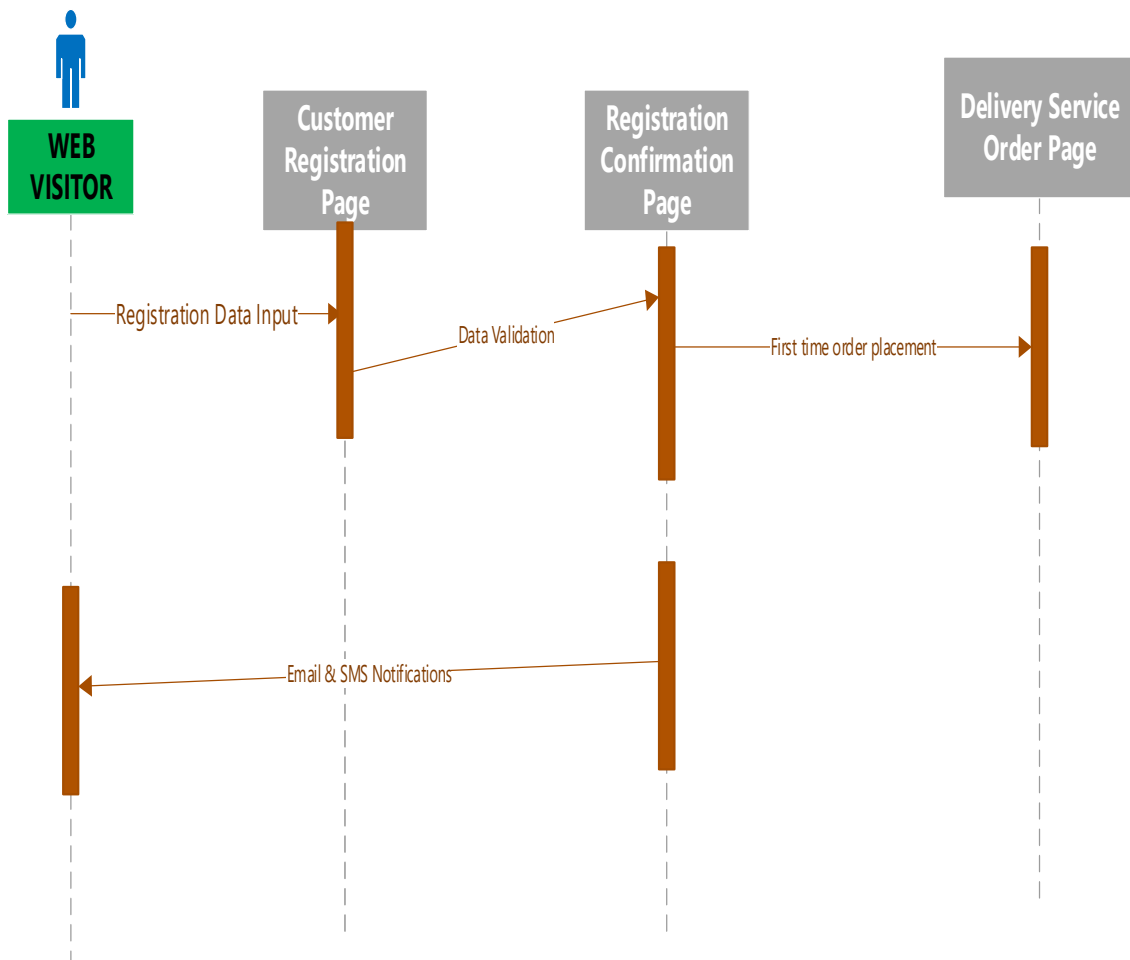 WEB
VISITOR
Customer
Registration
Page
Registration
Confirmation
Page
Delivery Service
Order Page
Registration Data Input
Data Validation
First time order placement
Email & SMS Notifications